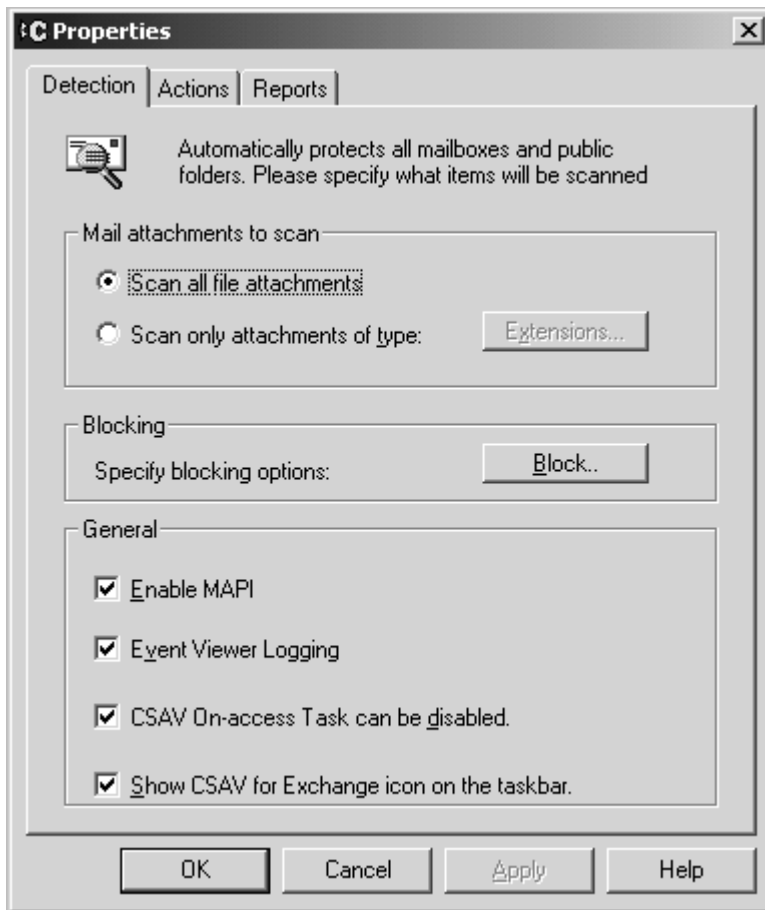 C Properties
Detection Actions Reports
Automatically protects all mailboxes and public
folders. Please specify what items will be scanned
Mail attachments to scan
Scan all file attachments
Scan only attachments of type: Extensions...
Blocking
Specify blocking options: Block..
General
Enable MAPI
Event Viewer Logging
CSAV On-access Task can be disabled.
Show CSAV for Exchange icon on the taskbar.
OK Cancel Apply Help